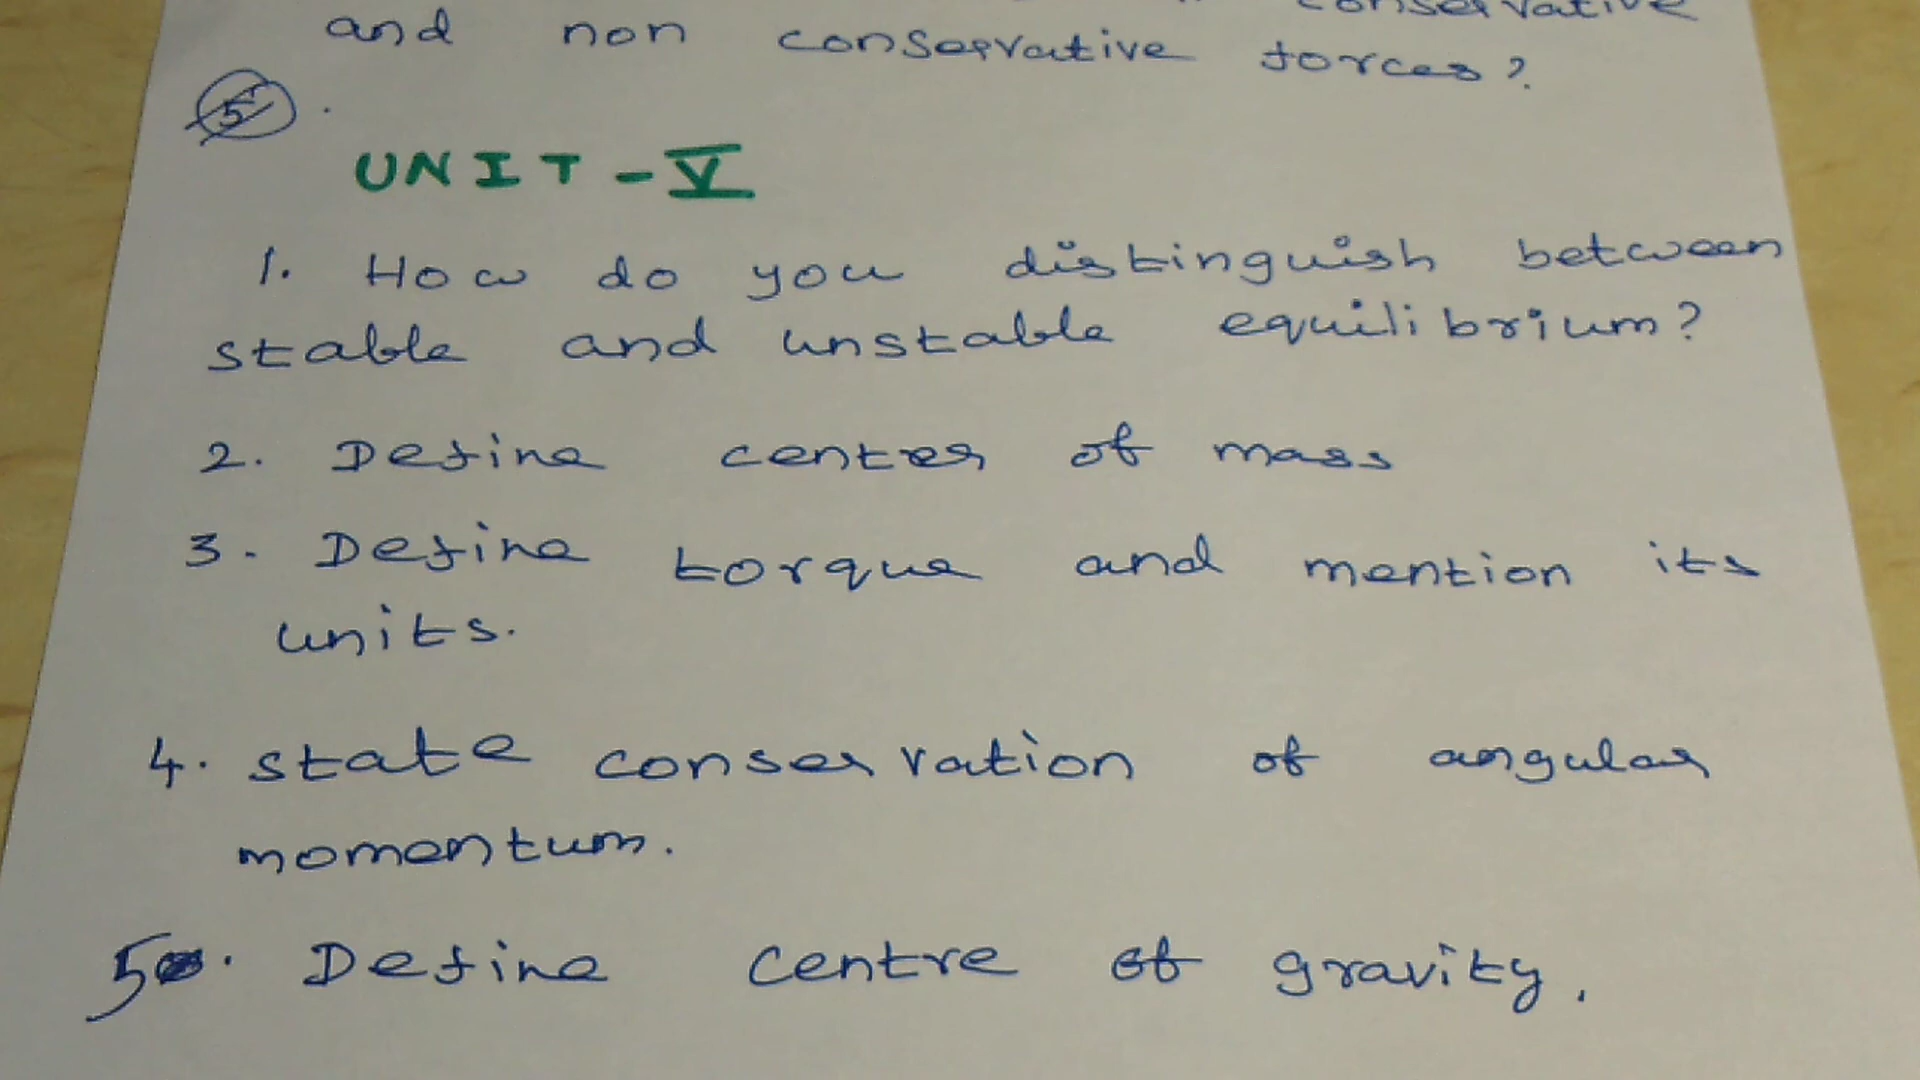 conservative
and non conservative forces?
5.
UNIT-V
1. How do you distinguish between
stable and unstable equilibrium?
2. Define center of mass
3. Define torque and mention its
units.
4. state conservation of angular
momentum.
5. Define centre of gravity.